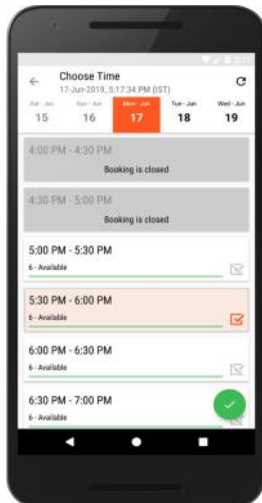 Choose Time
17-Jun-2019, 5:17:34 PM (IST)
Sat - Jun Sun - Jun Mon - Jun Tue - Jun Wed - Jun
15 16 17 18 19
4:00 PM - 4:30 PM
Booking is closed
4:30 PM - 5:00 PM
Booking is closed
5:00 PM - 5:30 PM
6 - Available
5:30 PM - 6:00 PM
6 - Available
6:00 PM - 6:30 PM
6 - Available
6:30 PM - 7:00 PM
6 - Available